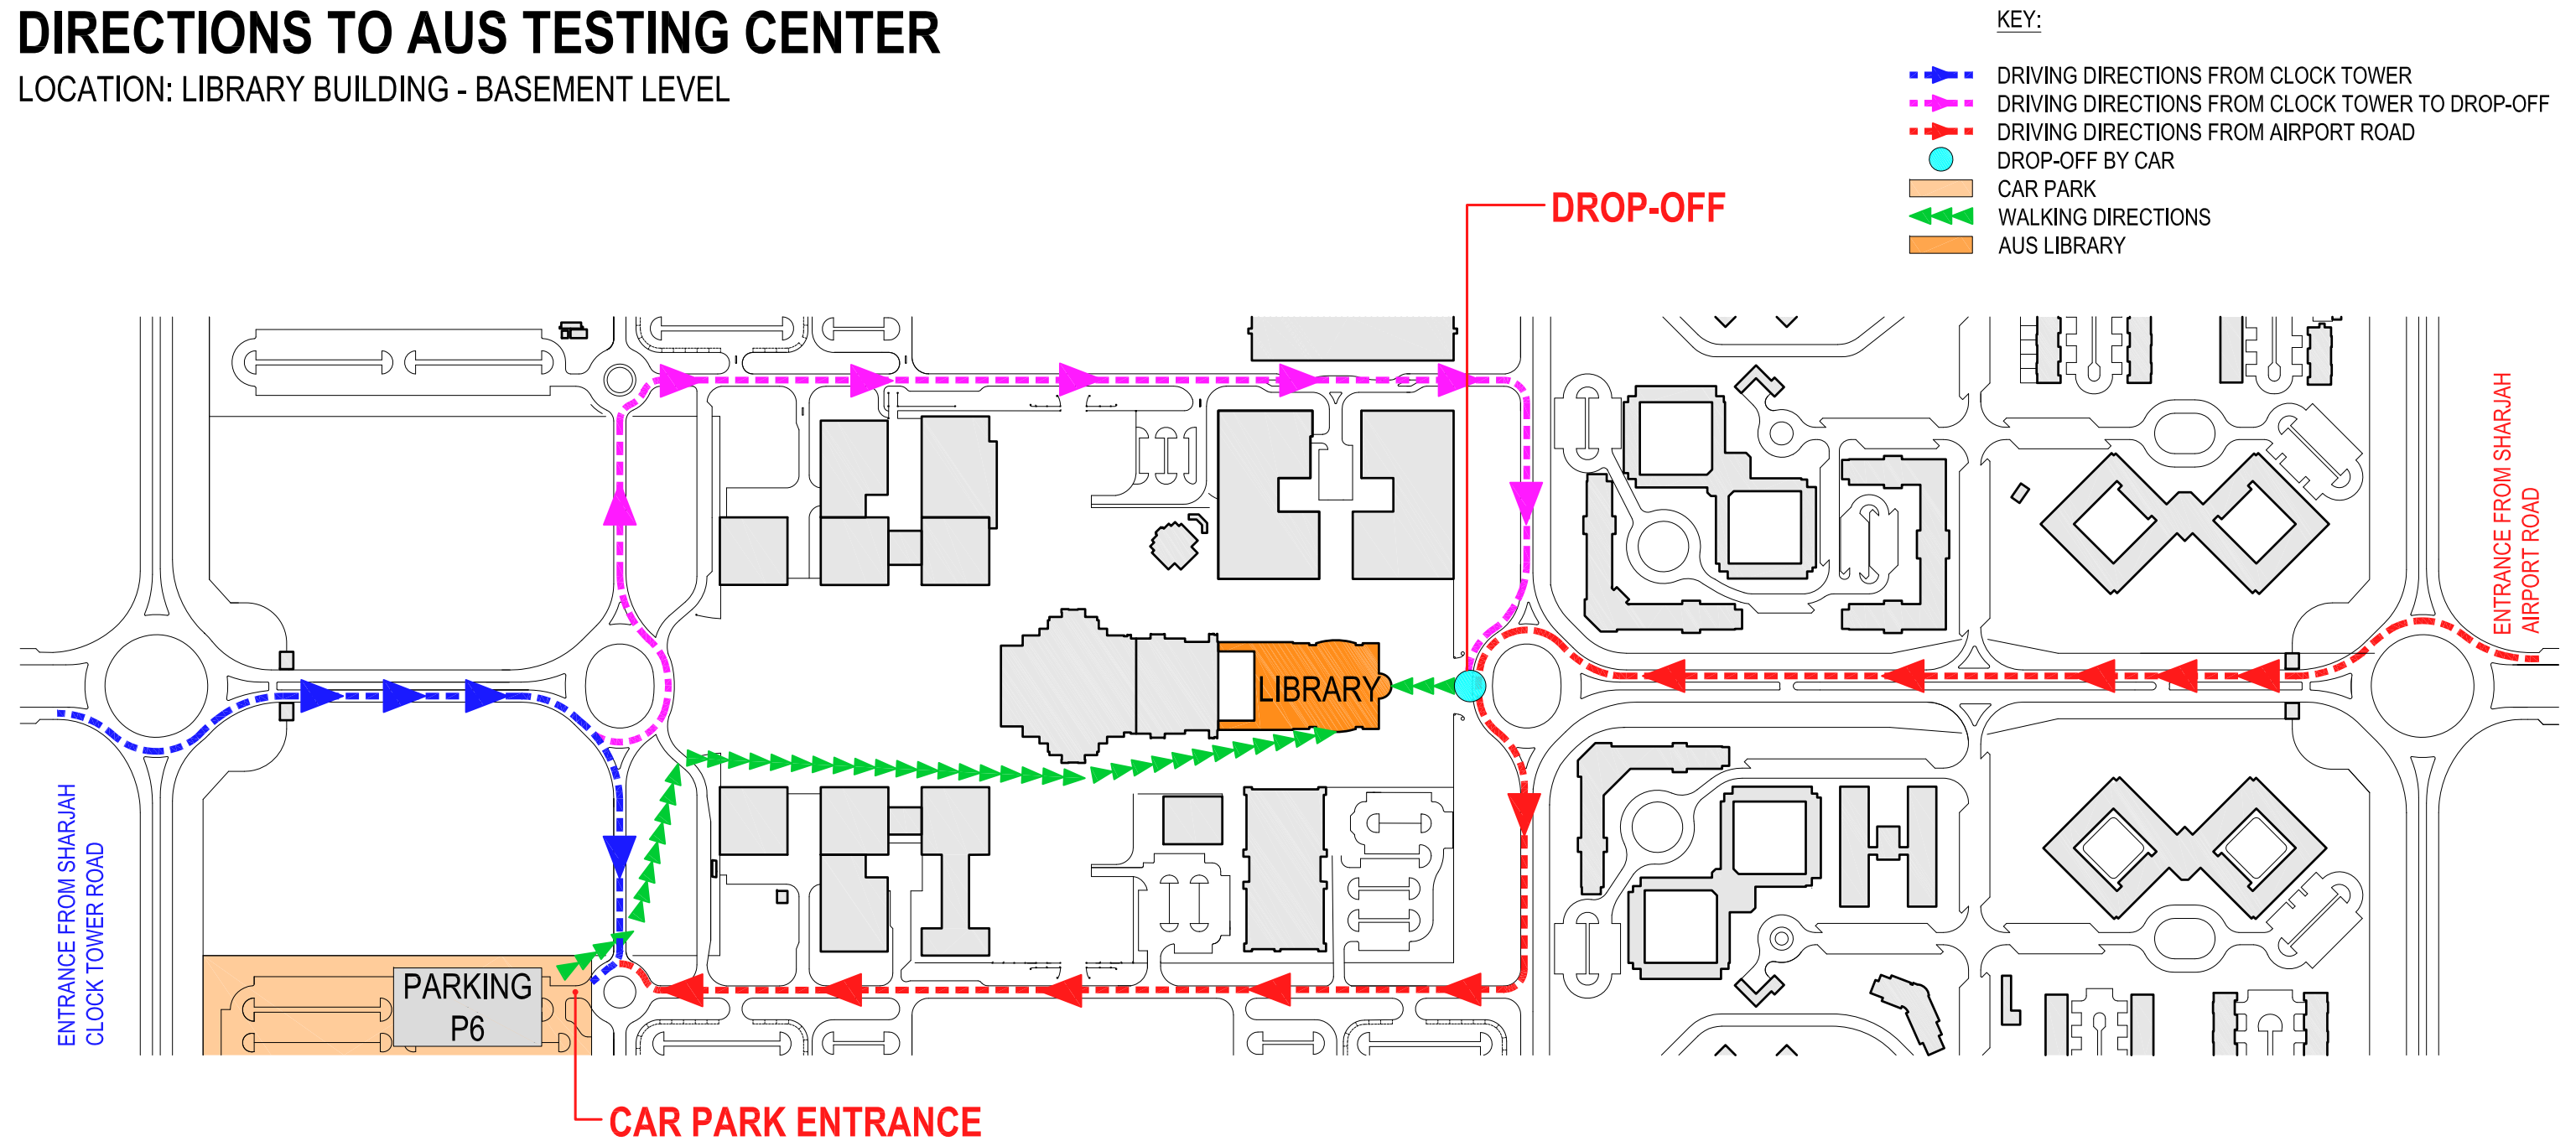 DIRECTIONS TO AUS TESTING CENTER
LOCATION: LIBRARY BUILDING - BASEMENT LEVEL
KEY:
DRIVING DIRECTIONS FROM CLOCK TOWER
DRIVING DIRECTIONS FROM CLOCK TOWER TO DROP-OFF
DRIVING DIRECTIONS FROM AIRPORT ROAD
DROP-OFF BY CAR
CAR PARK
WALKING DIRECTIONS
AUS LIBRARY
DROP-OFF
ENTRANCE FROM SHARJAH
AIRPORT ROAD
LIBRARY
ENTRANCE FROM SHARJAH
CLOCK TOWER ROAD
PARKING
P6
CAR PARK ENTRANCE